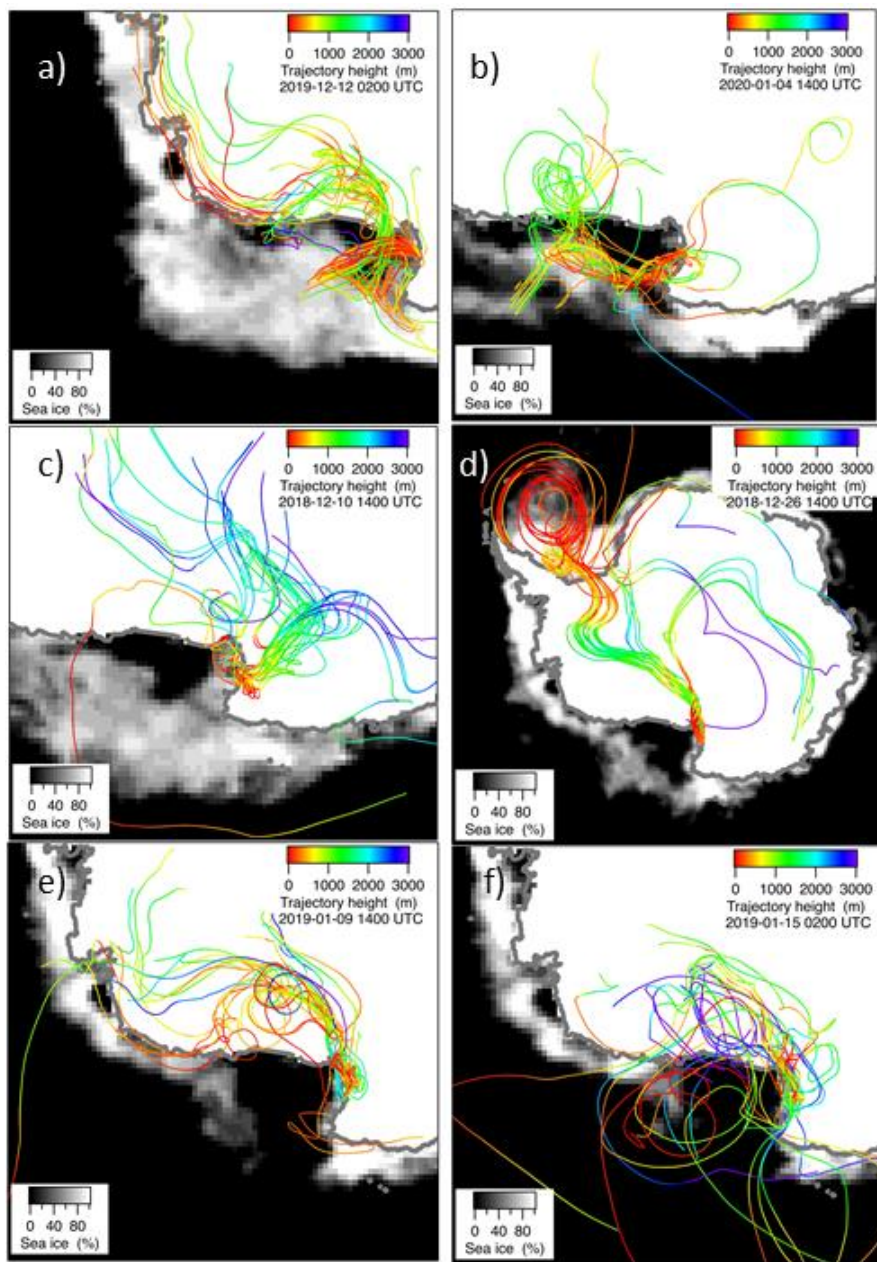 a)
0 1000 2000 3000
Trajectory height (m)
2019-12-12 0200 UTC
0 40 80
Sea ice (%)
b)
0 1000 2000 3000
Trajectory height (m)
2020-01-04 1400 UTC
0 40 80
Sea ice (%)
c)
0 1000 2000 3000
Trajectory height (m)
2018-12-10 1400 UTC
0 40 80
Sea ice (%)
d)
0 1000 2000 3000
Trajectory height (m)
2018-12-26 1400 UTC
0 40 80
Sea ice (%)
e)
0 1000 2000 3000
Trajectory height (m)
2019-01-09 1400 UTC
0 40 80
Sea ice (%)
f)
0 1000 2000 3000
Trajectory height (m)
2019-01-15 0200 UTC
0 40 80
Sea ice (%)